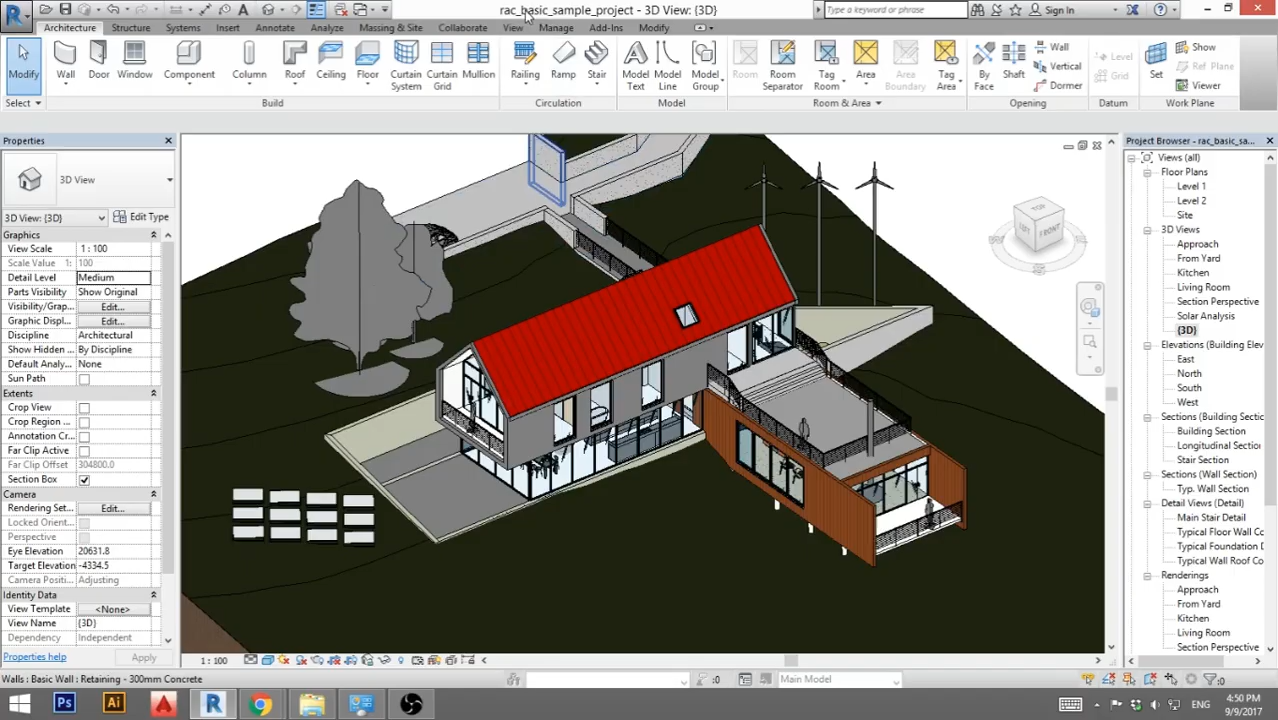 rac_basic_sample_project - 3D View: {3D}
Type a keyword or phrase
Sign In
Architecture Structure Systems Insert Annotate Analyze Massing & Site Collaborate View Manage Add-Ins Modify
Modify Wall Door Window Component Column Roof Ceiling Floor Curtain System Curtain Grid Mullion Railing Ramp Stair Model Text Model Line Model Group Room Room Separator Tag Room Area Area Boundary Tag Area By Face Shaft Wall Vertical Dormer Level Grid Set Show Ref Plane Viewer
Select Build Circulation Model Room & Area Opening Datum Work Plane
Properties
3D View
3D View: {3D} Edit Type
Graphics
View Scale 1 : 100
Scale Value 1: 100
Detail Level Medium
Parts Visibility Show Original
Visibility/Grap... Edit...
Graphic Displ... Edit...
Discipline Architectural
Show Hidden ... By Discipline
Default Analy... None
Sun Path
Extents
Crop View
Crop Region ...
Annotation Cr...
Far Clip Active
Far Clip Offset 304800.0
Section Box
Camera
Rendering Set... Edit...
Locked Orient...
Perspective
Eye Elevation 20631.8
Target Elevation -4334.5
Camera Positi... Adjusting
Identity Data
View Template <None>
View Name {3D}
Dependency Independent
Properties help Apply
TOP
LEFT FRONT
Project Browser - rac_basic_sa...
Views (all)
Floor Plans
Level 1
Level 2
Site
3D Views
Approach
From Yard
Kitchen
Living Room
Section Perspective
Solar Analysis
{3D}
Elevations (Building Elev
East
North
South
West
Sections (Building Secti
Building Section
Longitudinal Section
Stair Section
Sections (Wall Section)
Typ. Wall Section
Detail Views (Detail)
Main Stair Detail
Typical Floor Wall Co
Typical Foundation D
Typical Wall Roof Co
Renderings
Approach
From Yard
Kitchen
Living Room
Section Perspective
1 : 100
Walls : Basic Wall : Retaining - 300mm Concrete
:0
Main Model
:0
Ps
Ai
R
ENG
4:50 PM
9/9/2017